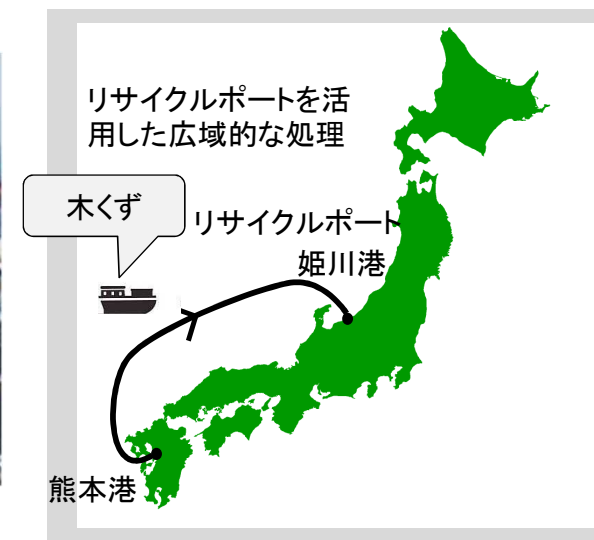 リサイクルポートを活
用した広域的な処理
木くず
リサイクルポート
姫川港
熊本港